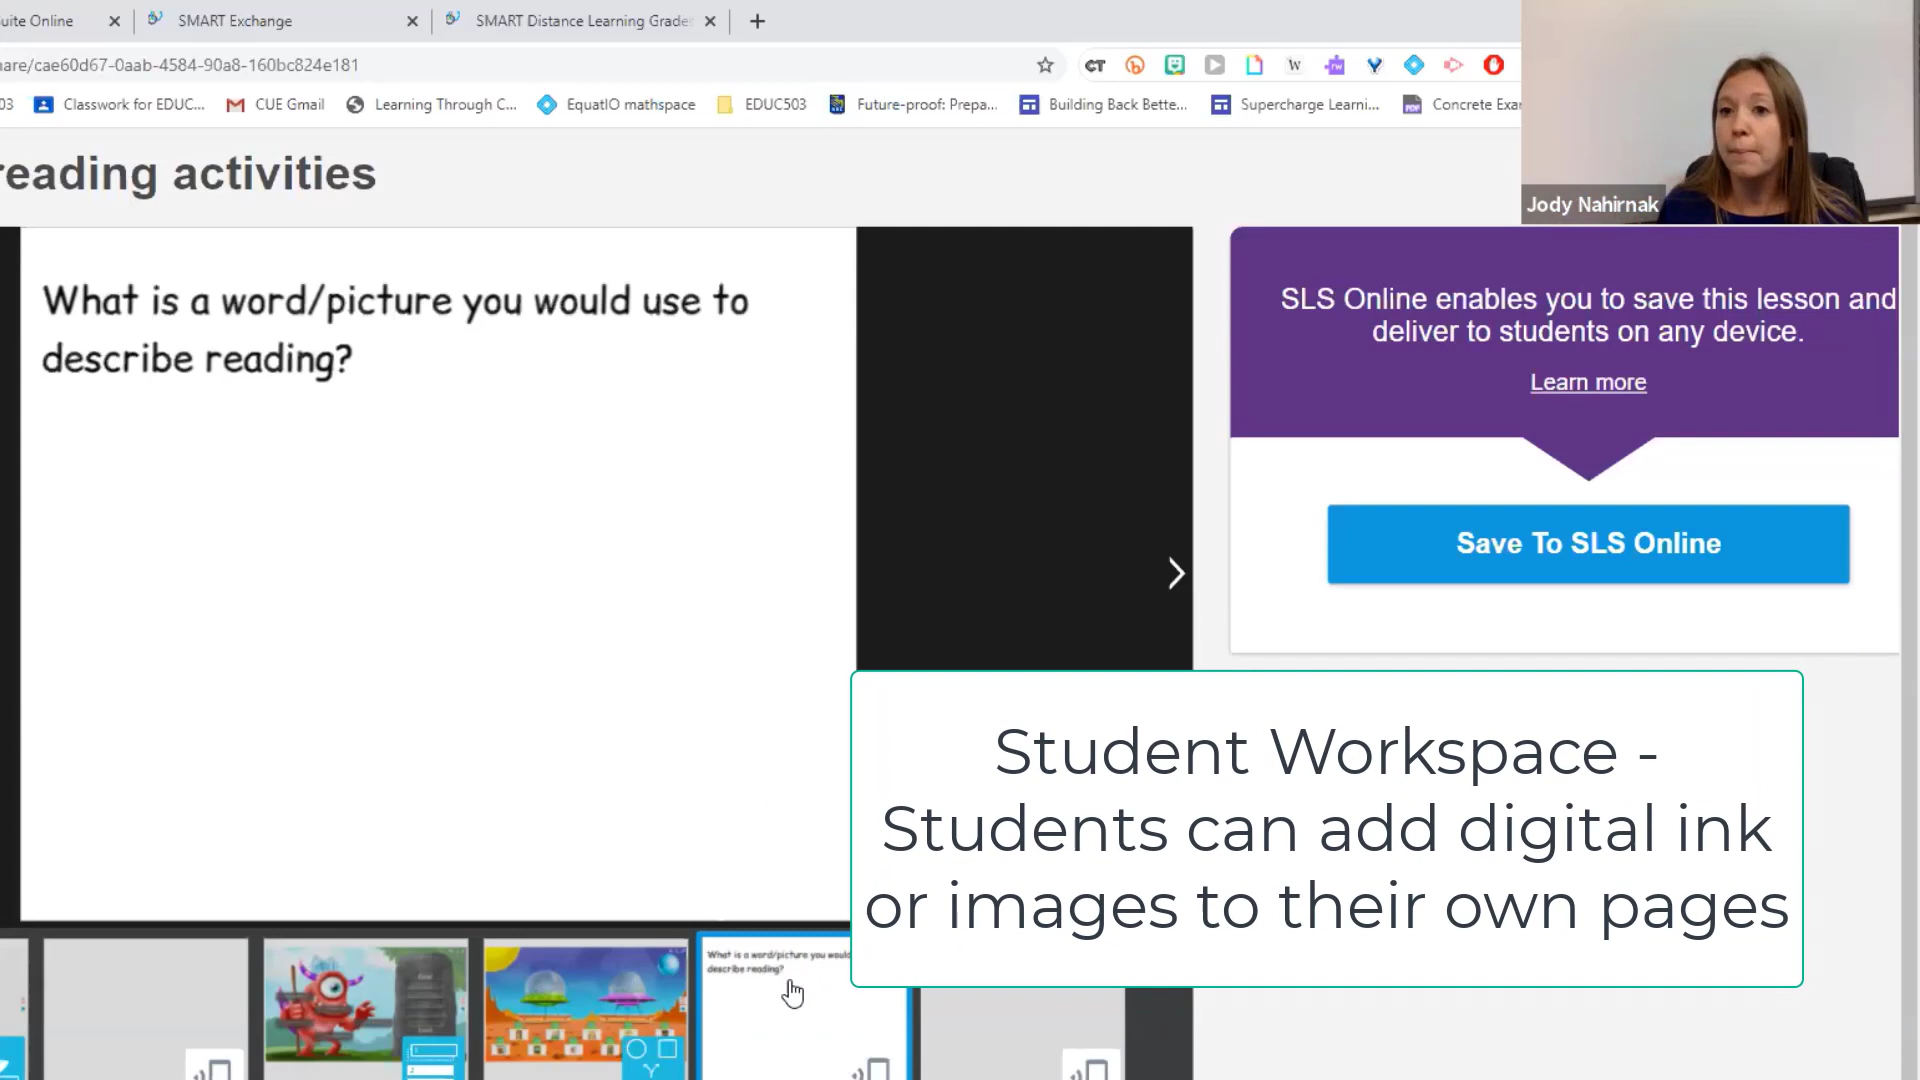 uite Online
SMART Exchange
SMART Distance Learning Grade
are/cae60d67-0aab-4584-90a8-160bc824e181
CT
W
rw
03
Classwork for EDUC...
CUE Gmail
Learning Through C...
EquatIO mathspace
EDUC503
Future-proof: Prepa...
Building Back Bette...
Supercharge Learni...
Concrete Exa
Jody Nahirnak
reading activities
What is a word/picture you would use to
describe reading?
SLS Online enables you to save this lesson and
deliver to students on any device.
Learn more
Save To SLS Online
Student Workspace -
Students can add digital ink
or images to their own pages
What is a word/picture you would
describe reading?